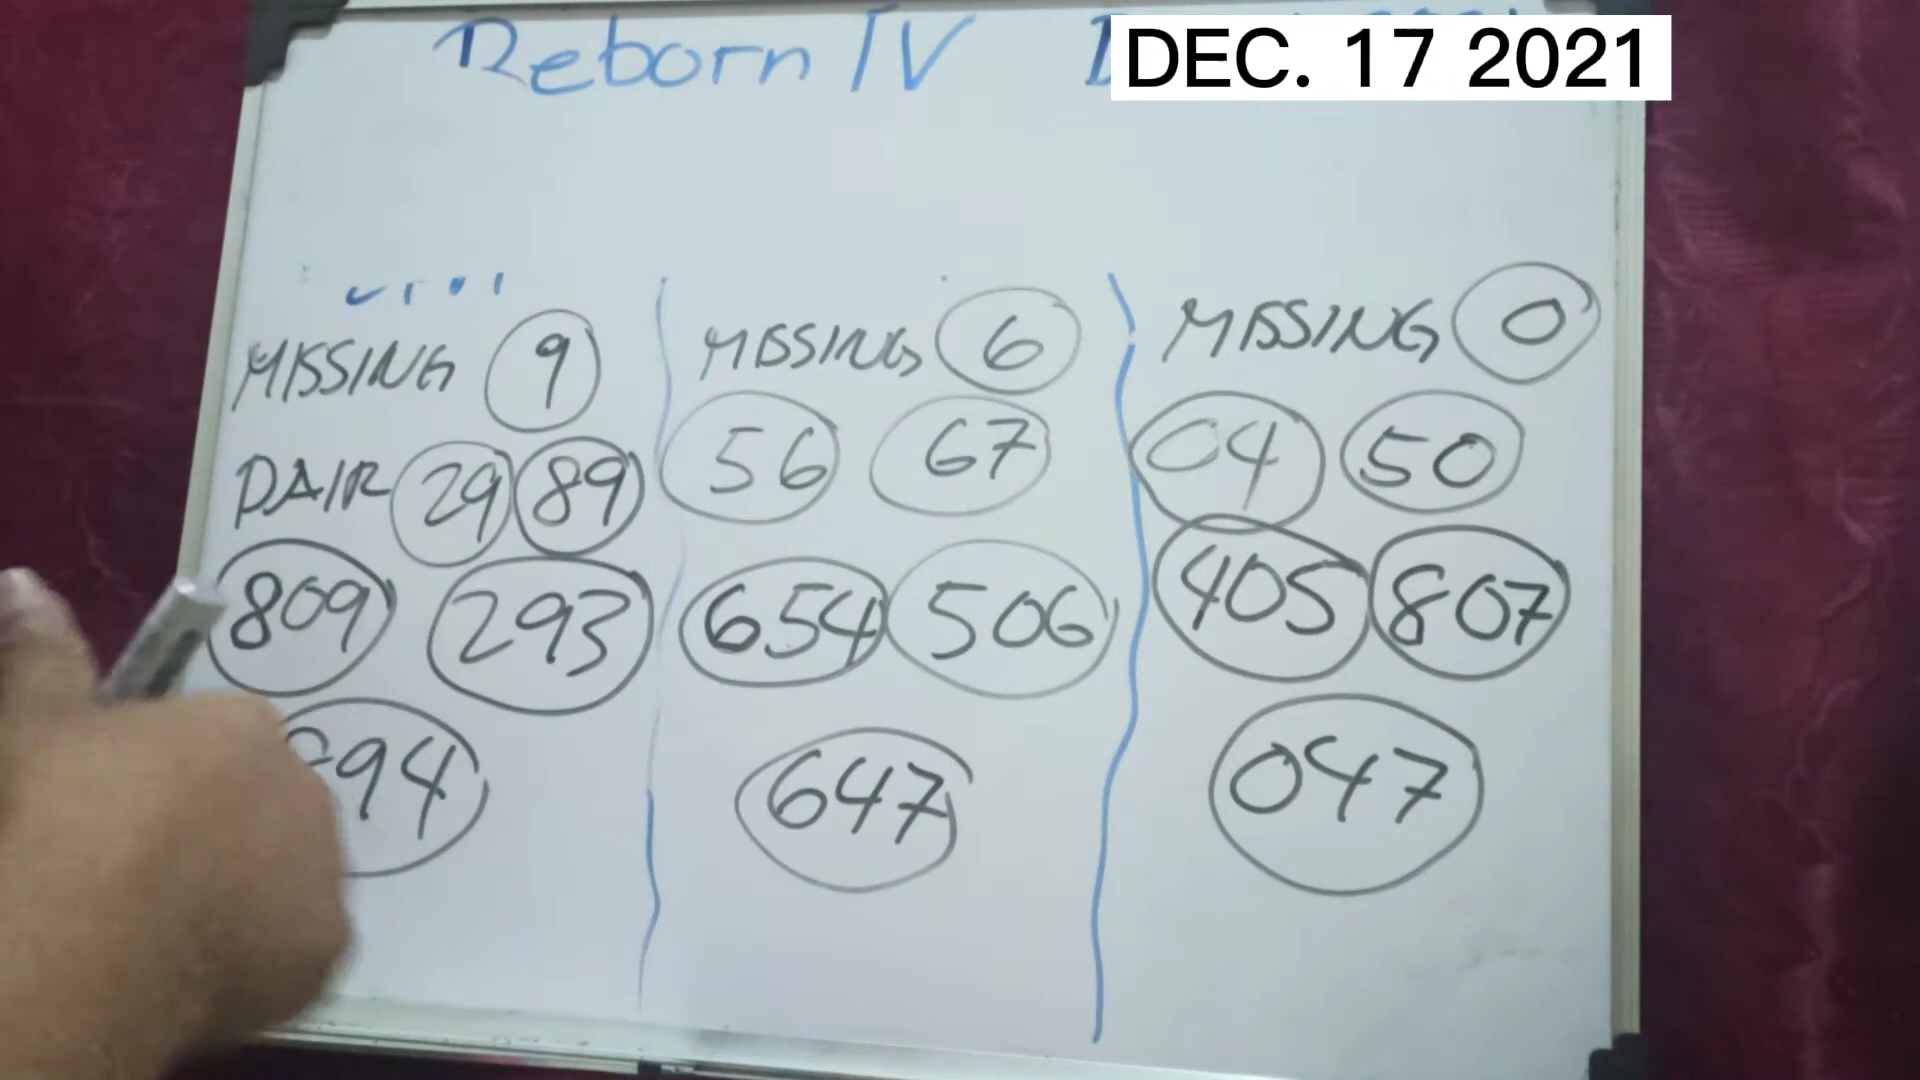 Reborn TV
DEC. 17 2021
MISSING 9
PAIR 29 89
809 293
94
MISSING 6
56 67
654 506
647
MISSING 0
04 50
405 807
047